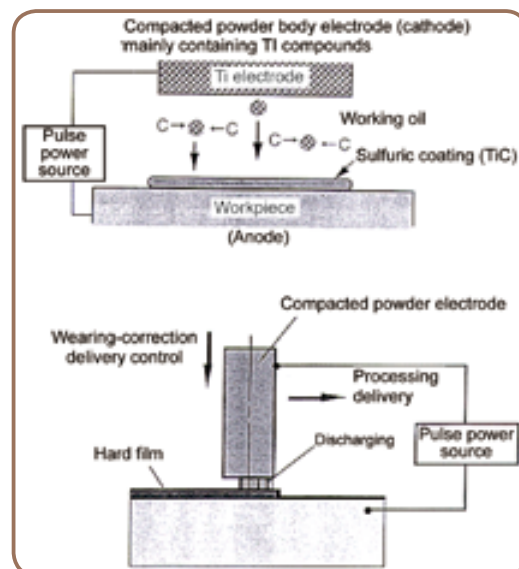 Compacted powder body electrode (cathode)
mainly containing TI compounds
Ti electrode
C→ ←C
Working oil
C→ ←C
Pulse
power
source
Sulfuric coating (TiC)
Workpiece
(Anode)
Compacted powder electrode
Wearing-correction
delivery control
Processing
delivery
Discharging
Pulse power
source
Hard film